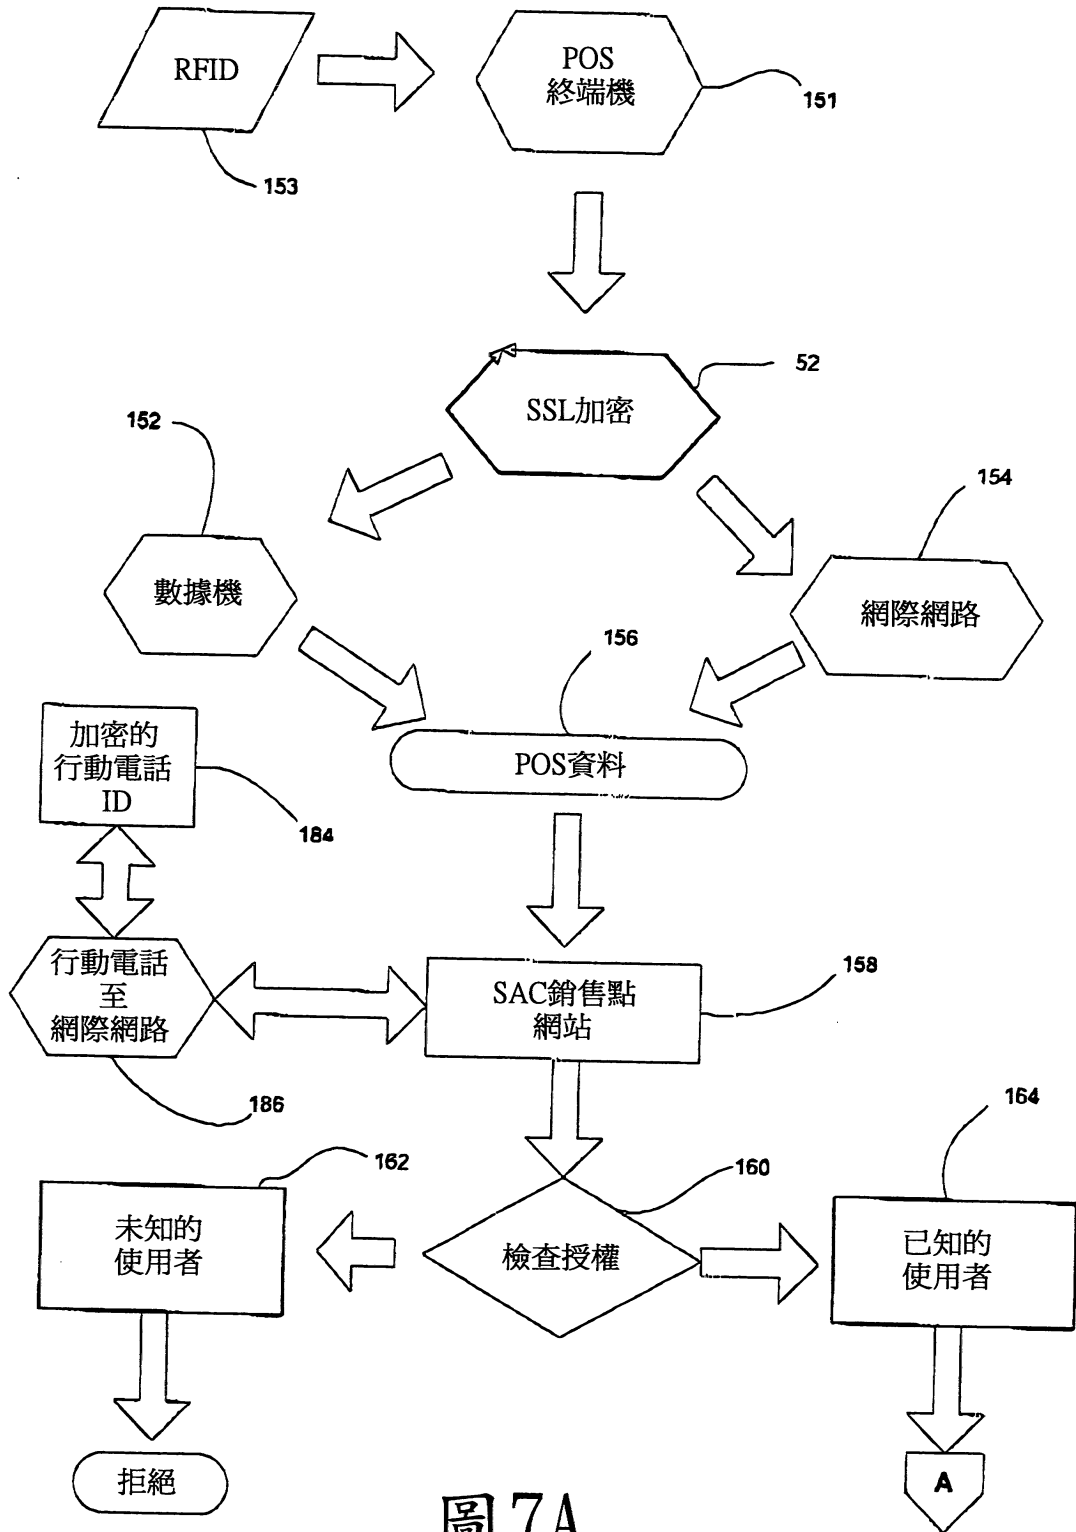 RFID
POS
終端機
151
153
SSL加密
52
152
154
數據機
網際網路
156
加密的
行動電話
ID
POS資料
184
行動電話
至
網際網路
SAC銷售點
網站
158
186
164
162
160
未知的
使用者
檢查授權
已知的
使用者
拒絕
A
圖7A